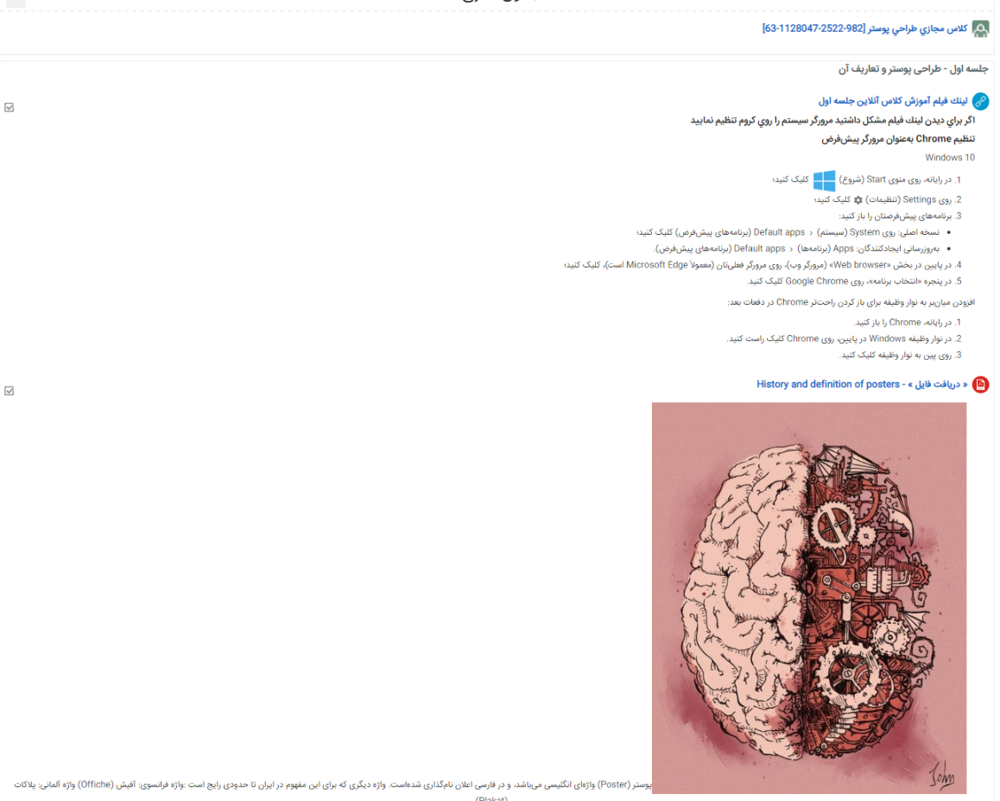 كلاس مجازي طراحي پوستر [982-2522-1128047-63]
جلسه اول - طراحی پوستر و تعاریف آن
لینك فیلم آموزش كلاس آنلاین جلسه اول
اگر براي ديدن لينك فيلم مشكل داشتيد مرورگر سيستم را روي كروم تنظيم نماييد
تنظیم Chrome به‌عنوان مرورگر پیش‌فرض
Windows 10
1. در رایانه، روی منوی Start (شروع) کلیک کنید؛
2. روی Settings (تنظیمات) کلیک کنید؛
3. برنامه‌های پیش‌فرضتان را باز کنید:
• نسخه اصلی: روی System (سیستم) › Default apps (برنامه‌های پیش‌فرض) کلیک کنید؛
• به‌روزرسانی ایجادکنندگان: Apps (برنامه‌ها) › Default apps (برنامه‌های پیش‌فرض).
4. در پایین در بخش «Web browser» (مرورگر وب)، روی مرورگر فعلی‌تان (معمولاً Microsoft Edge است)، کلیک کنید؛
5. در پنجره «انتخاب برنامه»، روی Google Chrome کلیک کنید.
افزودن میان‌بر به نوار وظیفه برای باز کردن راحت‌تر Chrome در دفعات بعد:
1. در رایانه، Chrome را باز کنید.
2. در نوار وظیفه Windows در پایین، روی Chrome کلیک راست کنید.
3. روی پین به نوار وظیفه کلیک کنید.
« دریافت فایل » - History and definition of posters
John
پوستر (Poster) واژه‌ای انگلیسی می‌باشد، و در فارسی اعلان نام‌گذاری شده‌است. واژه دیگری که برای این مفهوم در ایران تا حدودی رایج است :واژه فرانسوی: آفیش (Offiche) واژه آلمانی: پلاکات
(Plakat)